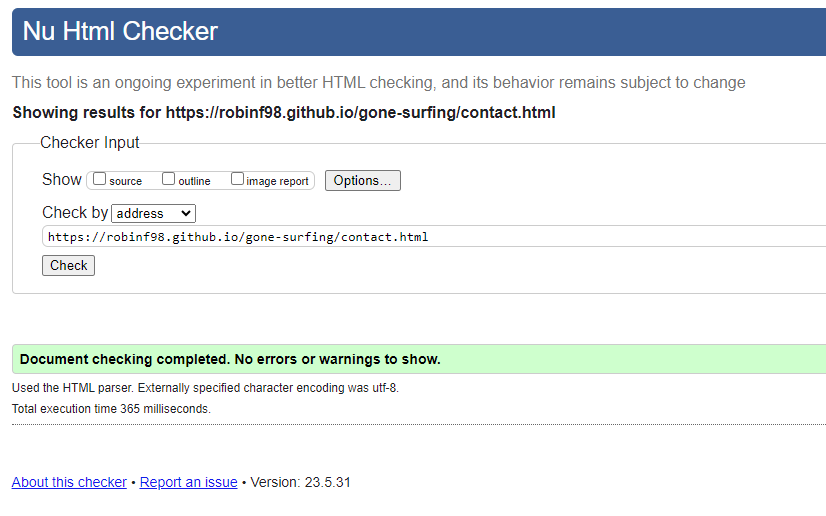 Nu Html Checker
This tool is an ongoing experiment in better HTML checking, and its behavior remains subject to change
Showing results for https://robinf98.github.io/gone-surfing/contact.html
Checker Input
Show source outline image report Options...
Check by address
https://robinf98.github.io/gone-surfing/contact.html
Check
Document checking completed. No errors or warnings to show.
Used the HTML parser. Externally specified character encoding was utf-8.
Total execution time 365 milliseconds.
About this checker • Report an issue • Version: 23.5.31